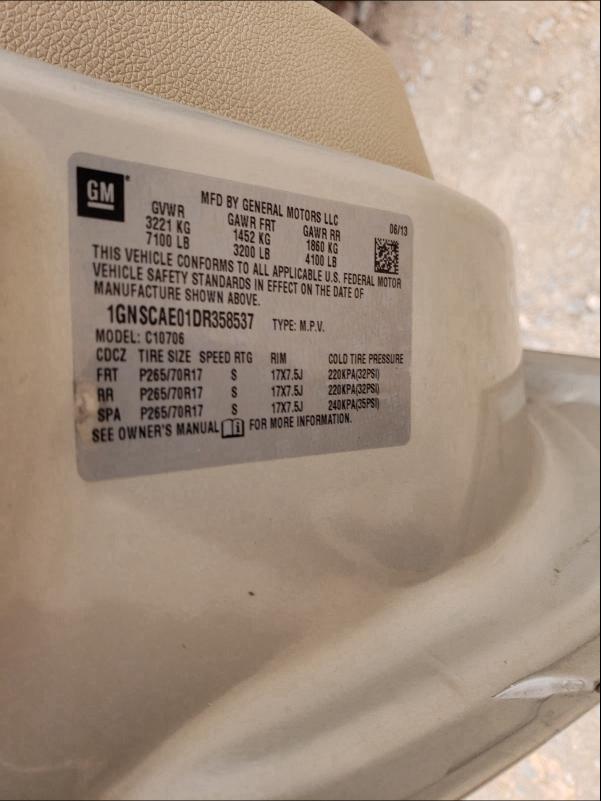 GM
MFD BY GENERAL MOTORS LLC 06/13
GVWR GAWR FRT GAWR RR
3221 KG 1452 KG 1860 KG
7100 LB 3200 LB 4100 LB
THIS VEHICLE CONFORMS TO ALL APPLICABLE U.S. FEDERAL MOTOR
VEHICLE SAFETY STANDARDS IN EFFECT ON THE DATE OF
MANUFACTURE SHOWN ABOVE.
1GNSCAE01DR358537 TYPE: M.P.V.
MODEL: C10706
CDCZ TIRE SIZE SPEED RTG RIM COLD TIRE PRESSURE
FRT P265/70R17 S 17X7.5J 220KPA(32PSI)
RR P265/70R17 S 17X7.5J 220KPA(32PSI)
SPA P265/70R17 S 17X7.5J 240KPA(35PSI)
SEE OWNER'S MANUAL i FOR MORE INFORMATION.